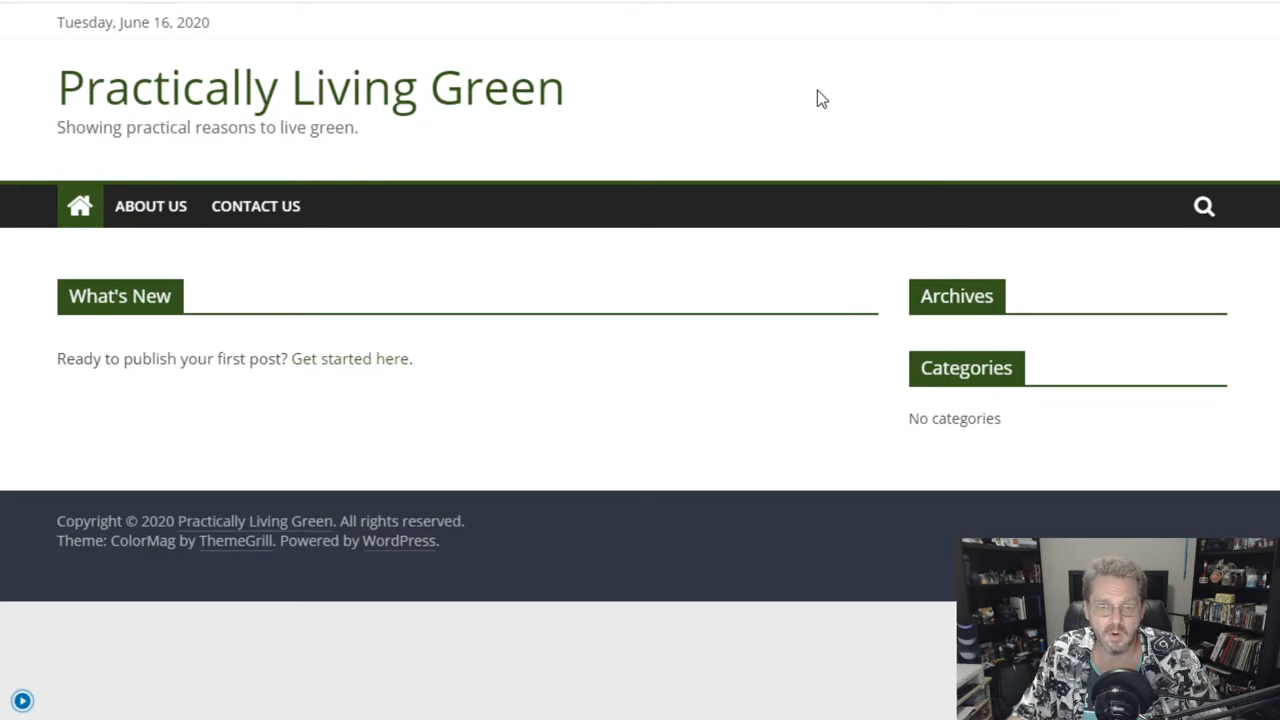 Tuesday, June 16, 2020
Practically Living Green
Showing practical reasons to live green.
ABOUT US
CONTACT US
What's New
Ready to publish your first post? Get started here.
Archives
Categories
No categories
Copyright © 2020 Practically Living Green. All rights reserved.
Theme: ColorMag by ThemeGrill. Powered by WordPress.